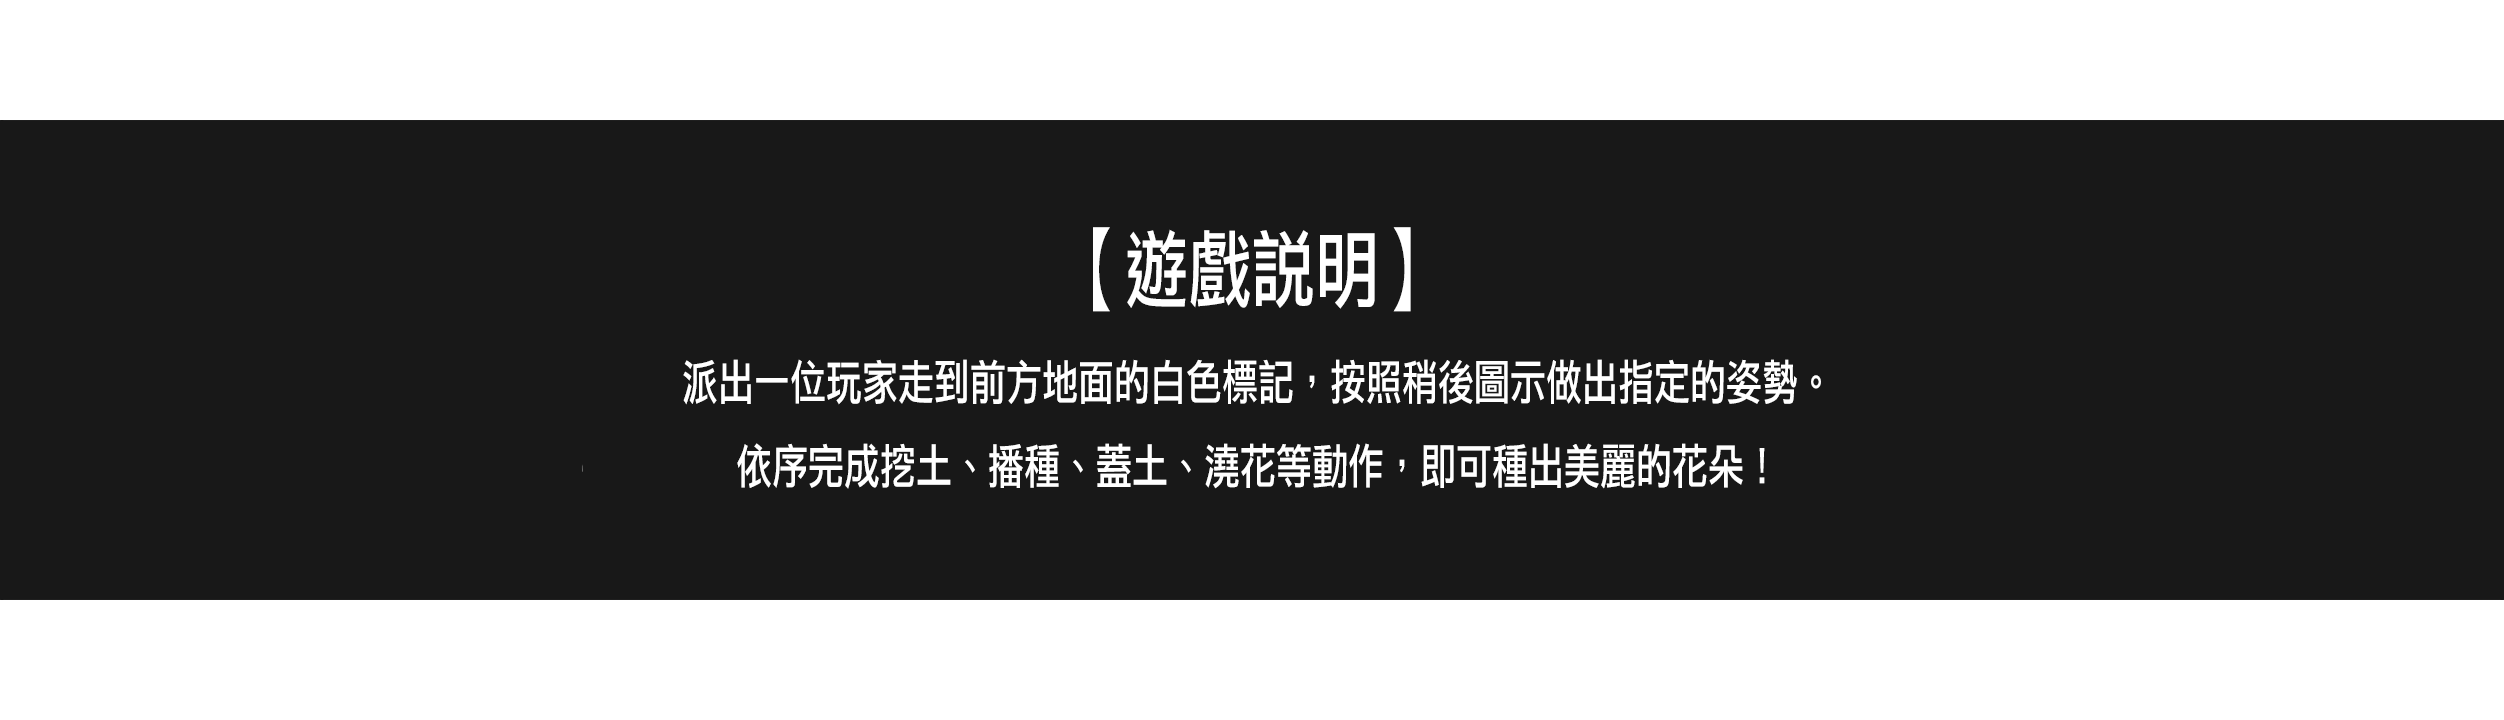 【遊戲說明】
派出一位玩家走到前方地面的白色標記，按照稍後圖示做出指定的姿勢。
依序完成挖土、播種、蓋土、澆花等動作，即可種出美麗的花朵！